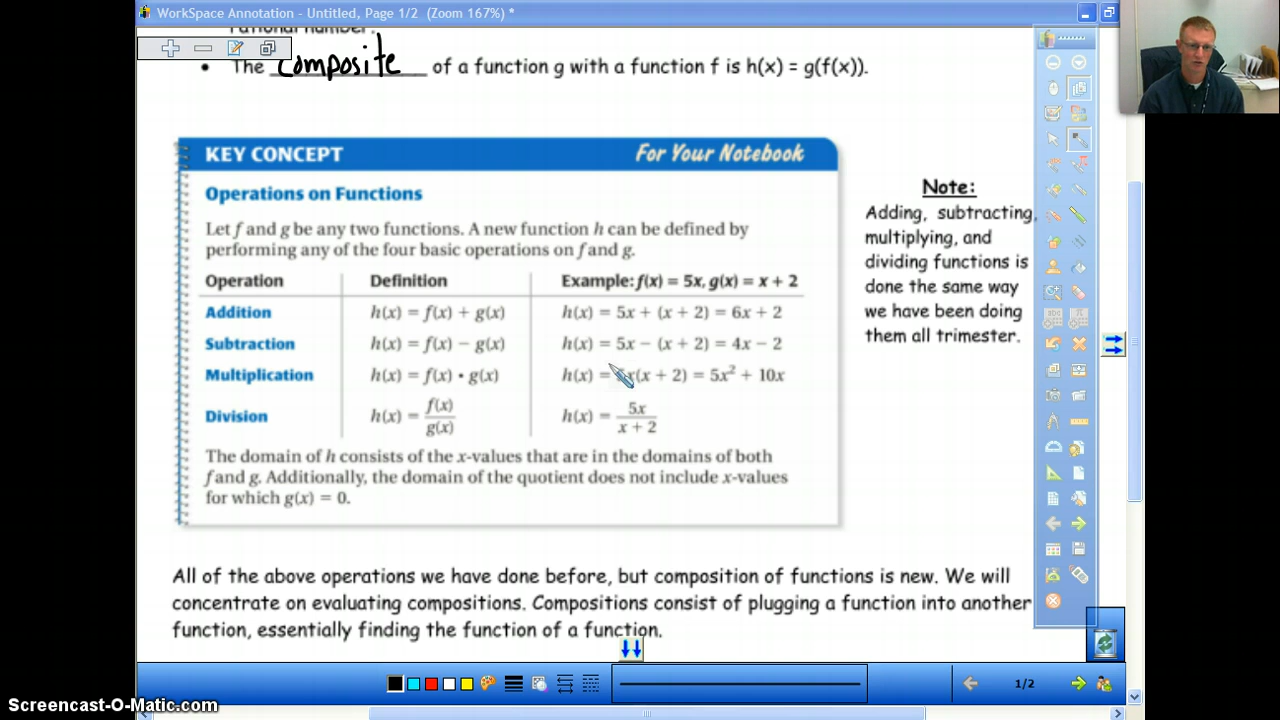 WorkSpace Annotation - Untitled, Page 1/2 (Zoom 167%) *
rational number.
• The composite of a function g with a function f is h(x) = g(f(x)).
KEY CONCEPT For Your Notebook
Operations on Functions
Let f and g be any two functions. A new function h can be defined by
performing any of the four basic operations on f and g.
Operation Definition Example: f(x) = 5x, g(x) = x + 2
Addition h(x) = f(x) + g(x) h(x) = 5x + (x + 2) = 6x + 2
Subtraction h(x) = f(x) − g(x) h(x) = 5x − (x + 2) = 4x − 2
Multiplication h(x) = f(x) • g(x) h(x) = 5x(x + 2) = 5x² + 10x
Division h(x) = f(x)/g(x) h(x) = 5x/x + 2
The domain of h consists of the x-values that are in the domains of both
f and g. Additionally, the domain of the quotient does not include x-values
for which g(x) = 0.
Note:
Adding, subtracting,
multiplying, and
dividing functions is
done the same way
we have been doing
them all trimester.
All of the above operations we have done before, but composition of functions is new. We will
concentrate on evaluating compositions. Compositions consist of plugging a function into another
function, essentially finding the function of a function.
1/2
Screencast-O-Matic.com